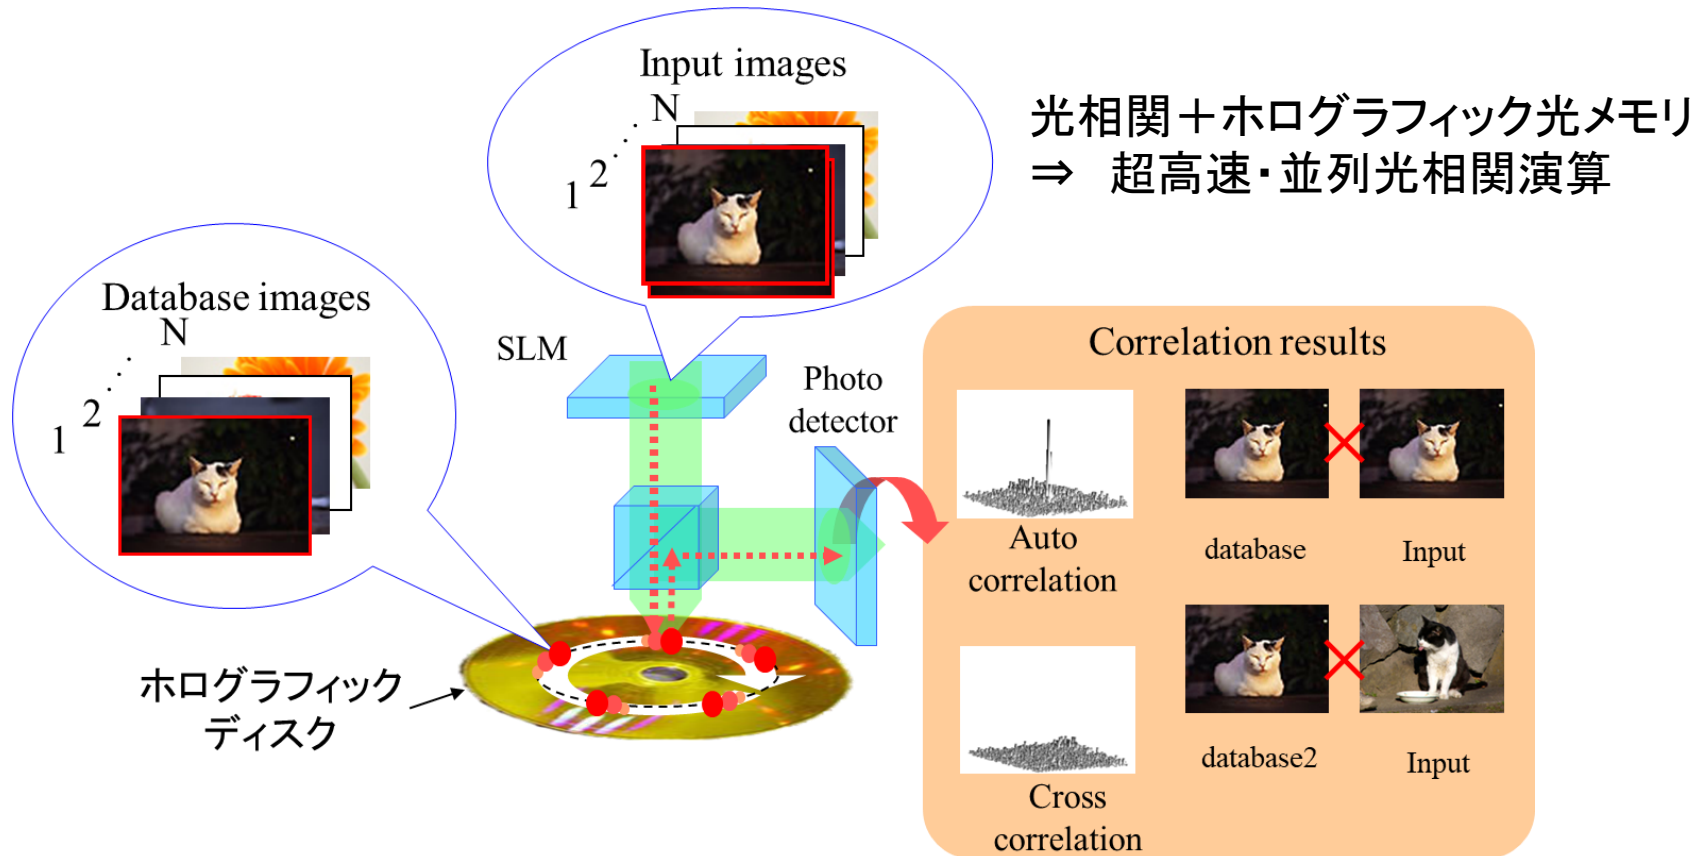 Input images
N
2
1
光相関＋ホログラフィック光メモリ
⇒　超高速・並列光相関演算
Database images
N
2
1
SLM
Photo
detector
Correlation results
Auto
correlation
database
Input
Cross
correlation
database2
Input
ホログラフィック
ディスク